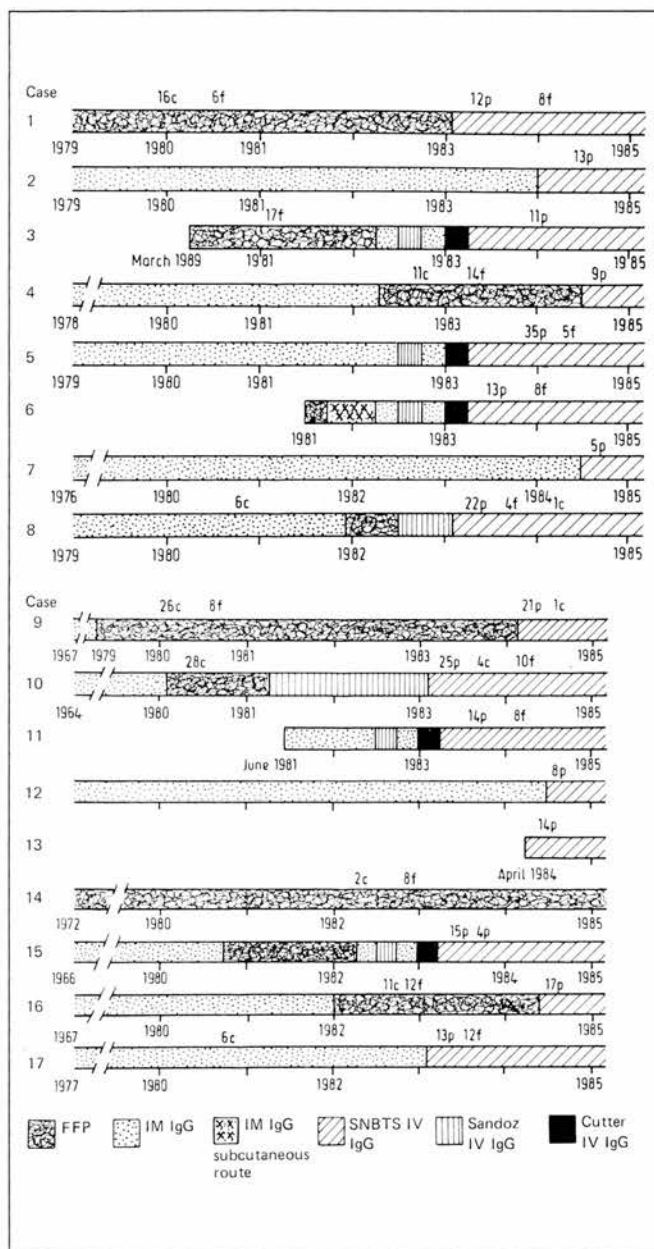 Case
16c 6f 12p 8f
1
1979 1980 1981 1983 1985
13p
2
1979 1980 1981 1983 1985
17f 11p
3
March 1989 1981 1983 1985
11c 14f 9p
4
1978 1980 1981 1983 1985
35p 5f
5
1979 1980 1981 1983 1985
13p 8f
6
1981 1983 1985
5p
7
1976 1980 1982 1984 1985
6c 22p 4f 1c
8
1979 1980 1982 1985
Case
26c 8f 21p 1c
9
1967 1979 1980 1981 1983 1985
28c 25p 4c 10f
10
1964 1980 1981 1983 1985
14p 8f
11
June 1981 1983 1985
8p
12
14p
13
April 1984
2c 8f
14
1972 1980 1982 1985
15p 4p
15
1966 1980 1982 1984 1985
11c 12f 17p
16
1967 1980 1982 1985
6c 13p 12f
17
1977 1980 1982 1985
FFP IM IgG IM IgG SNBTS IV Sandoz Cutter
subcutaneous IgG IV IgG IV IgG
route